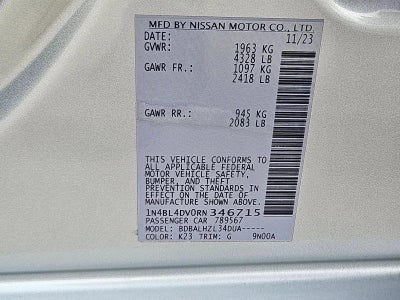 MFD BY NISSAN MOTOR CO., LTD.
DATE: 11/23
GVWR: 1963 KG
4328 LB
GAWR FR.: 1097 KG
2418 LB
GAWR RR.: 945 KG
2083 LB
THIS VEHICLE CONFORMS TO
ALL APPLICABLE FEDERAL
MOTOR VEHICLE SAFETY,
BUMPER, AND THEFT
PREVENTION STANDARDS IN
EFFECT ON THE DATE OF
MANUFACTURE SHOWN ABOVE.
1N4BL4DV0RN346715
PASSENGER CAR 789567
MODEL: BDBALHZL34DUA-----
COLOR: K23 TRIM: G 9N00A